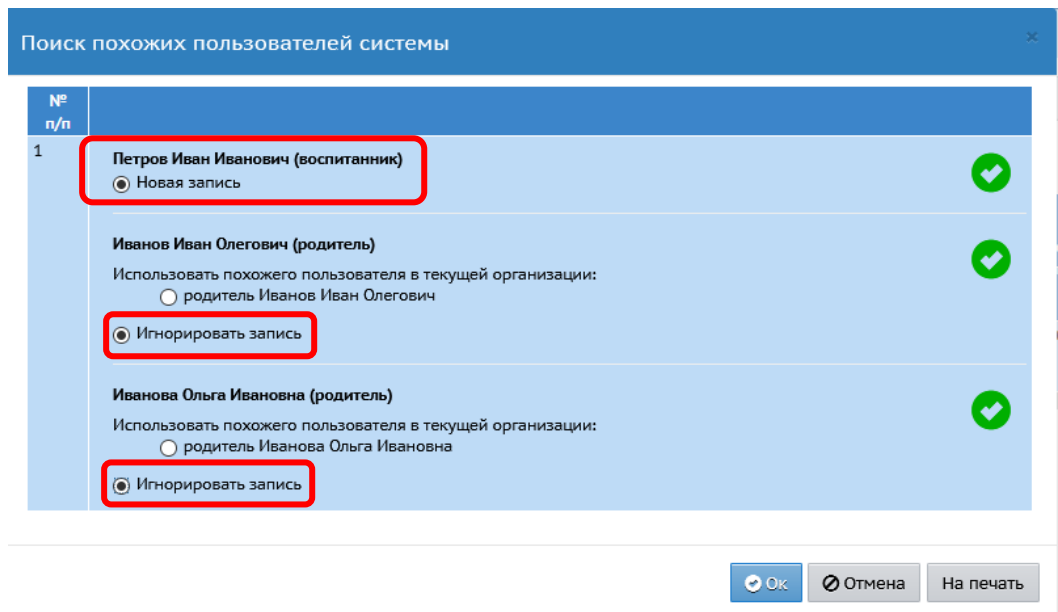 Поиск похожих пользователей системы
×
№
п/п
1
Петров Иван Иванович (воспитанник)
Новая запись
Иванов Иван Олегович (родитель)
Использовать похожего пользователя в текущей организации:
родитель Иванов Иван Олегович
Игнорировать запись
Иванова Ольга Ивановна (родитель)
Использовать похожего пользователя в текущей организации:
родитель Иванова Ольга Ивановна
Игнорировать запись
Ок Отмена На печать